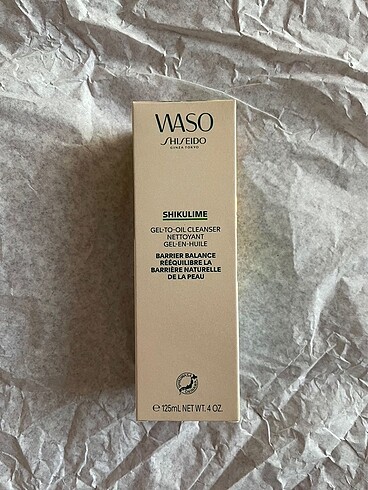 WASO
SHISEIDO
GINZA TOKYO
SHIKULIME
GEL-TO-OIL CLEANSER
NETTOYANT
GEL-EN-HUILE
BARRIER BALANCE
RÉÉQUILIBRE LA
BARRIÈRE NATURELLE
DE LA PEAU
℮ 125mL NET WT. 4 OZ.